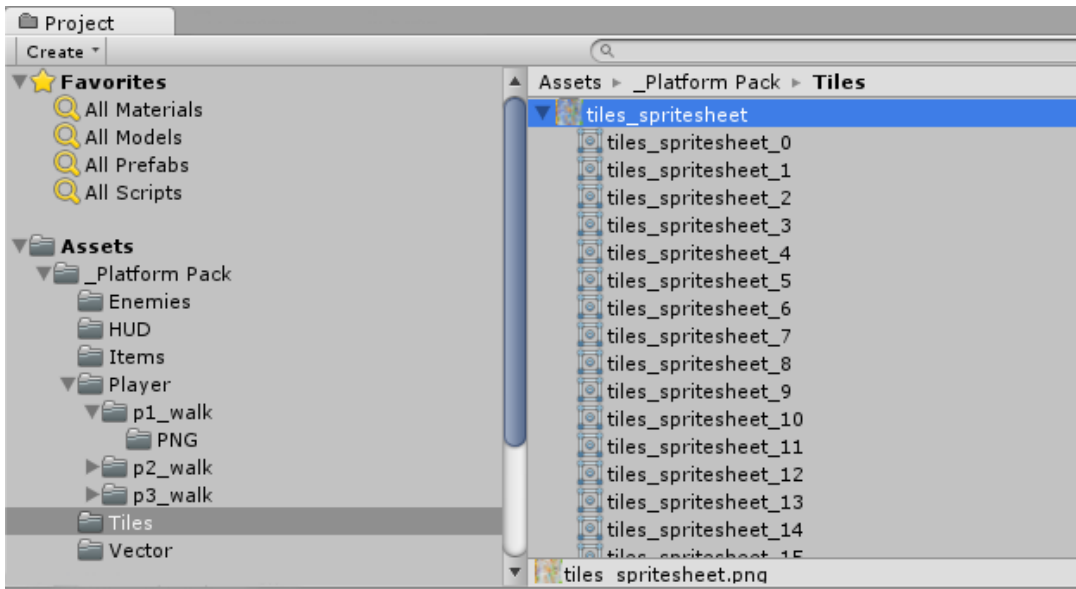 Project
Create
Favorites
All Materials
All Models
All Prefabs
All Scripts
Assets
_Platform Pack
Enemies
HUD
Items
Player
p1_walk
PNG
p2_walk
p3_walk
Tiles
Vector
Assets ▸ _Platform Pack ▸ Tiles
tiles_spritesheet
tiles_spritesheet_0
tiles_spritesheet_1
tiles_spritesheet_2
tiles_spritesheet_3
tiles_spritesheet_4
tiles_spritesheet_5
tiles_spritesheet_6
tiles_spritesheet_7
tiles_spritesheet_8
tiles_spritesheet_9
tiles_spritesheet_10
tiles_spritesheet_11
tiles_spritesheet_12
tiles_spritesheet_13
tiles_spritesheet_14
tiles_spritesheet_15
tiles_spritesheet.png